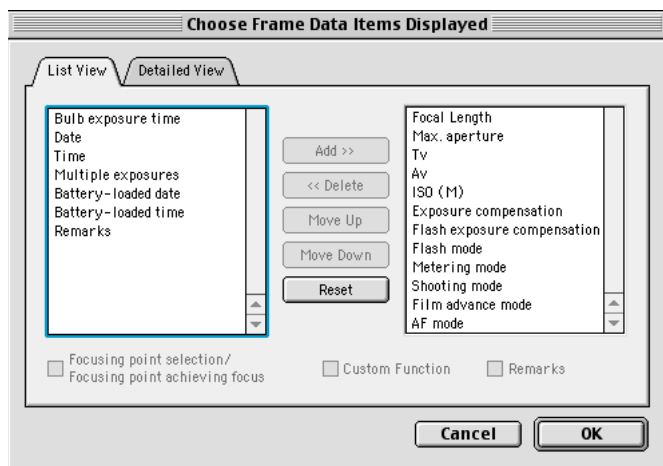 Choose Frame Data Items Displayed
List View
Detailed View
Bulb exposure time
Date
Time
Multiple exposures
Battery-loaded date
Battery-loaded time
Remarks
Add >>
<< Delete
Move Up
Move Down
Reset
Focal Length
Max. aperture
Tv
Av
ISO (M)
Exposure compensation
Flash exposure compensation
Flash mode
Metering mode
Shooting mode
Film advance mode
AF mode
Focusing point selection/
Focusing point achieving focus
Custom Function
Remarks
Cancel
OK